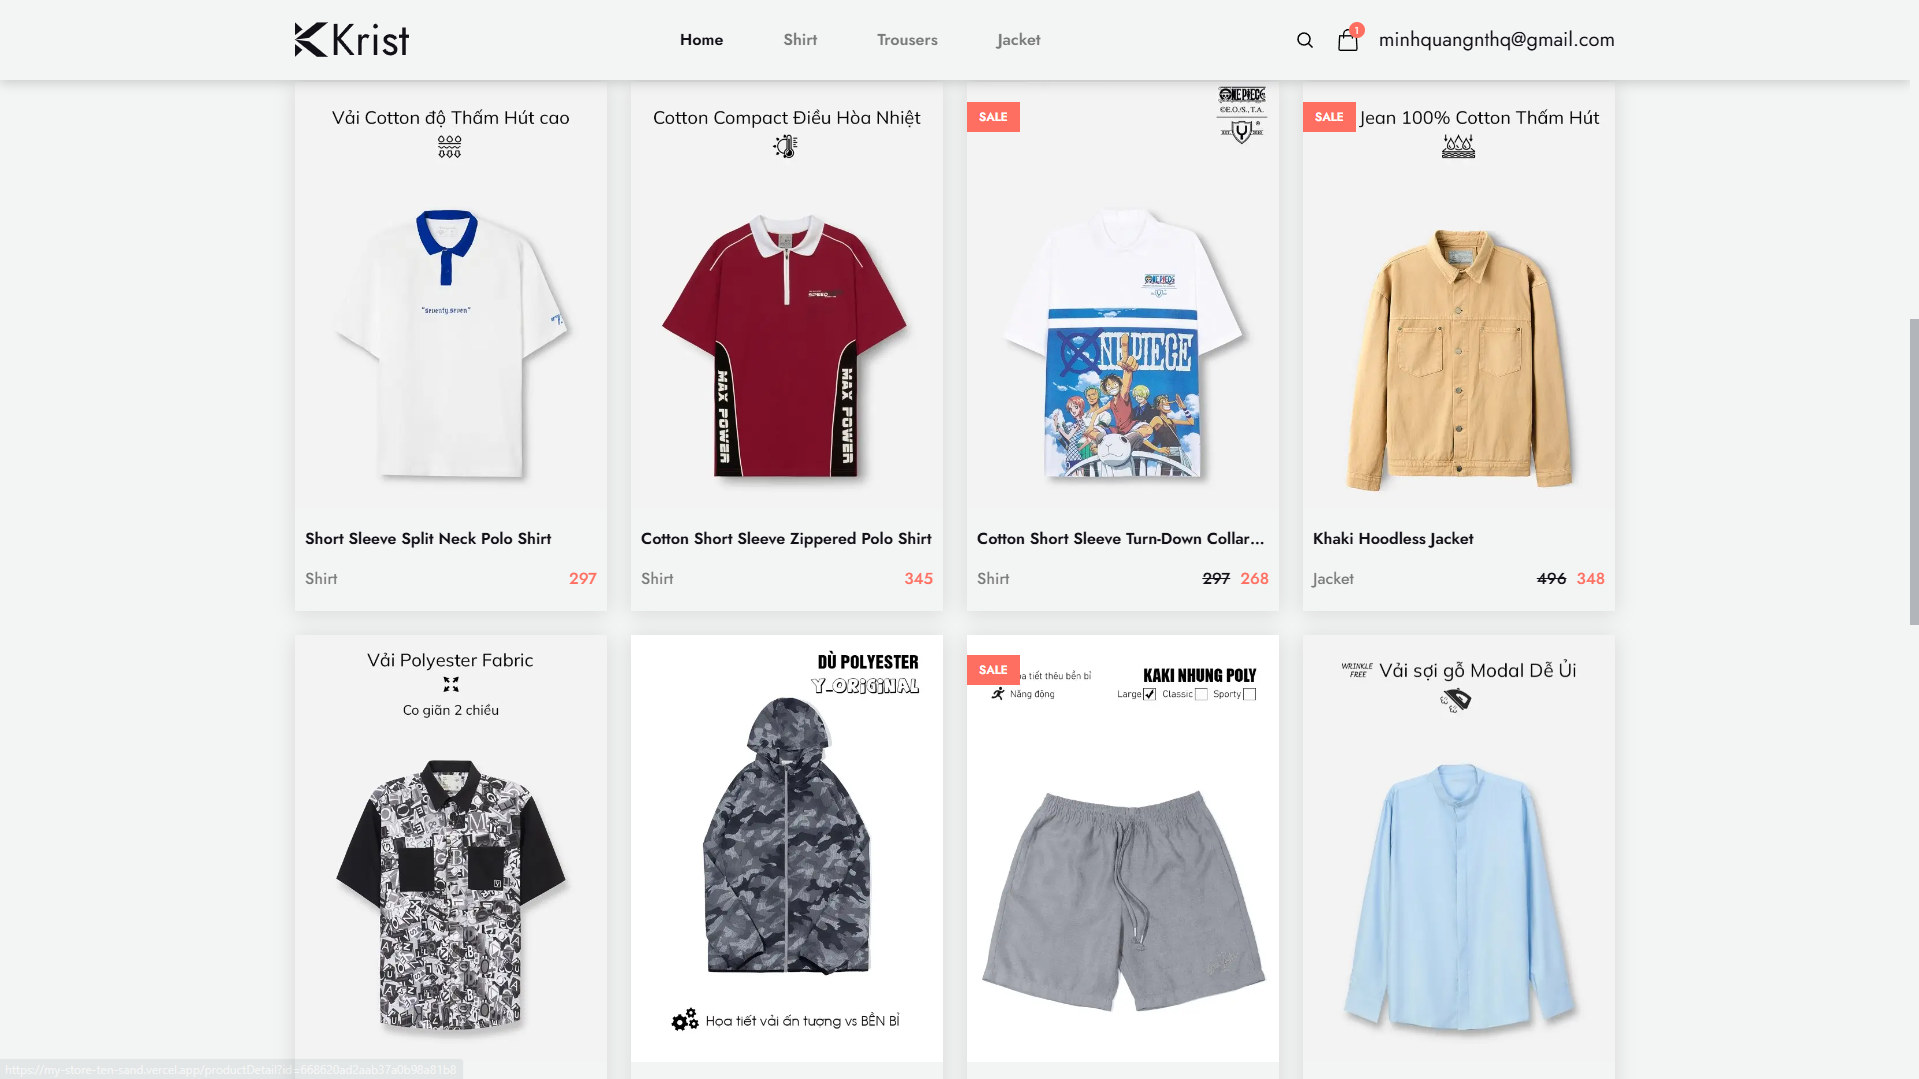 Krist
Home
Shirt
Trousers
Jacket
1
minhquangnthq@gmail.com
Vải Cotton độ Thấm Hút cao
"seventy.seven"
Short Sleeve Split Neck Polo Shirt
Shirt
297
Cotton Compact Điều Hòa Nhiệt
SPEED
MAX POWER
MAX POWER
Cotton Short Sleeve Zippered Polo Shirt
Shirt
345
SALE
ONE PIECE
©E.O./S., T.A.
Y
ONE PIECE
ONE PIECE
Cotton Short Sleeve Turn-Down Collar...
Shirt
297 268
SALE
Jean 100% Cotton Thấm Hút
Khaki Hoodless Jacket
Jacket
496 348
Vải Polyester Fabric
Co giãn 2 chiều
DÙ POLYESTER
Y_ORIGINAL
Họa tiết vải ấn tượng vs BỀN BỈ
SALE
a tiết thêu bền bỉ
Năng động
KAKI NHUNG POLY
Large Classic Sporty
WRINKLE
FREE
Vải sợi gỗ Modal Dễ Ủi
https://my-store-ten-sand.vercel.app/productDetail?id=668620ad2aab37a0b98a81b8